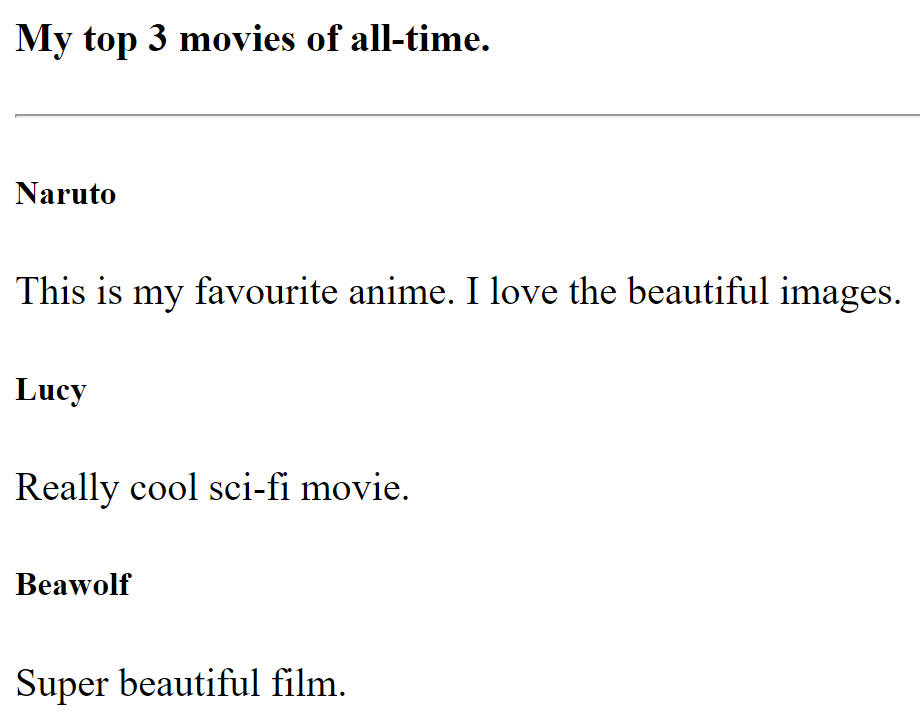 My top 3 movies of all-time.
Naruto
This is my favourite anime. I love the beautiful images.
Lucy
Really cool sci-fi movie.
Beawolf
Super beautiful film.